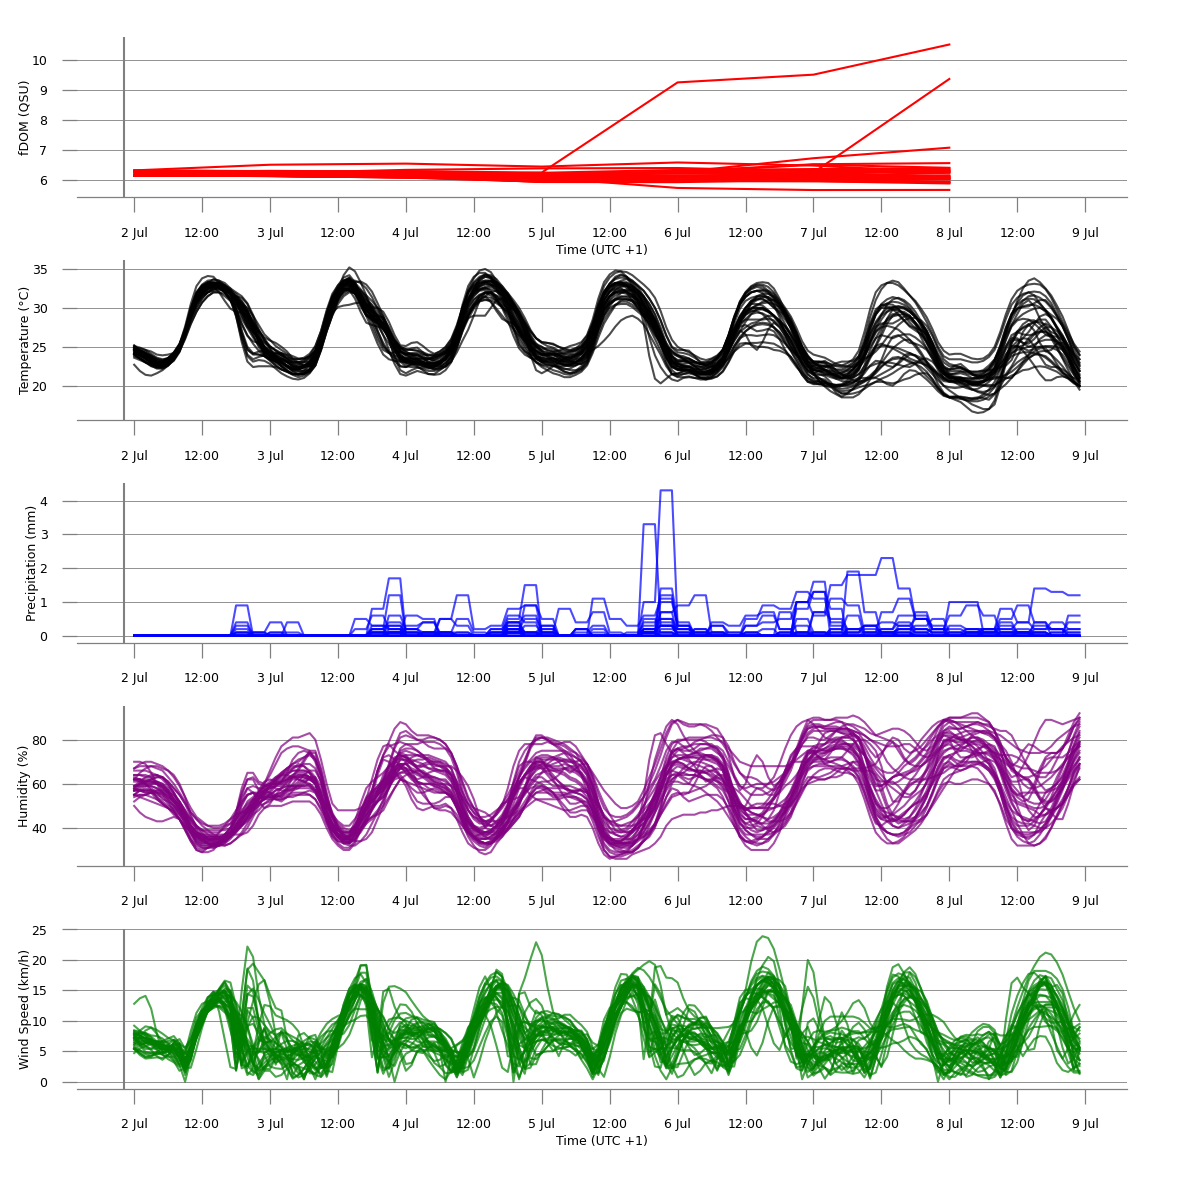 fDOM (QSU)
10
9
8
7
6
2 Jul 12:00 3 Jul 12:00 4 Jul 12:00 5 Jul 12:00 6 Jul 12:00 7 Jul 12:00 8 Jul 12:00 9 Jul
Time (UTC +1)
Temperature (°C)
35
30
25
20
2 Jul 12:00 3 Jul 12:00 4 Jul 12:00 5 Jul 12:00 6 Jul 12:00 7 Jul 12:00 8 Jul 12:00 9 Jul
Precipitation (mm)
4
3
2
1
0
2 Jul 12:00 3 Jul 12:00 4 Jul 12:00 5 Jul 12:00 6 Jul 12:00 7 Jul 12:00 8 Jul 12:00 9 Jul
Humidity (%)
80
60
40
2 Jul 12:00 3 Jul 12:00 4 Jul 12:00 5 Jul 12:00 6 Jul 12:00 7 Jul 12:00 8 Jul 12:00 9 Jul
Wind Speed (km/h)
25
20
15
10
5
0
2 Jul 12:00 3 Jul 12:00 4 Jul 12:00 5 Jul 12:00 6 Jul 12:00 7 Jul 12:00 8 Jul 12:00 9 Jul
Time (UTC +1)